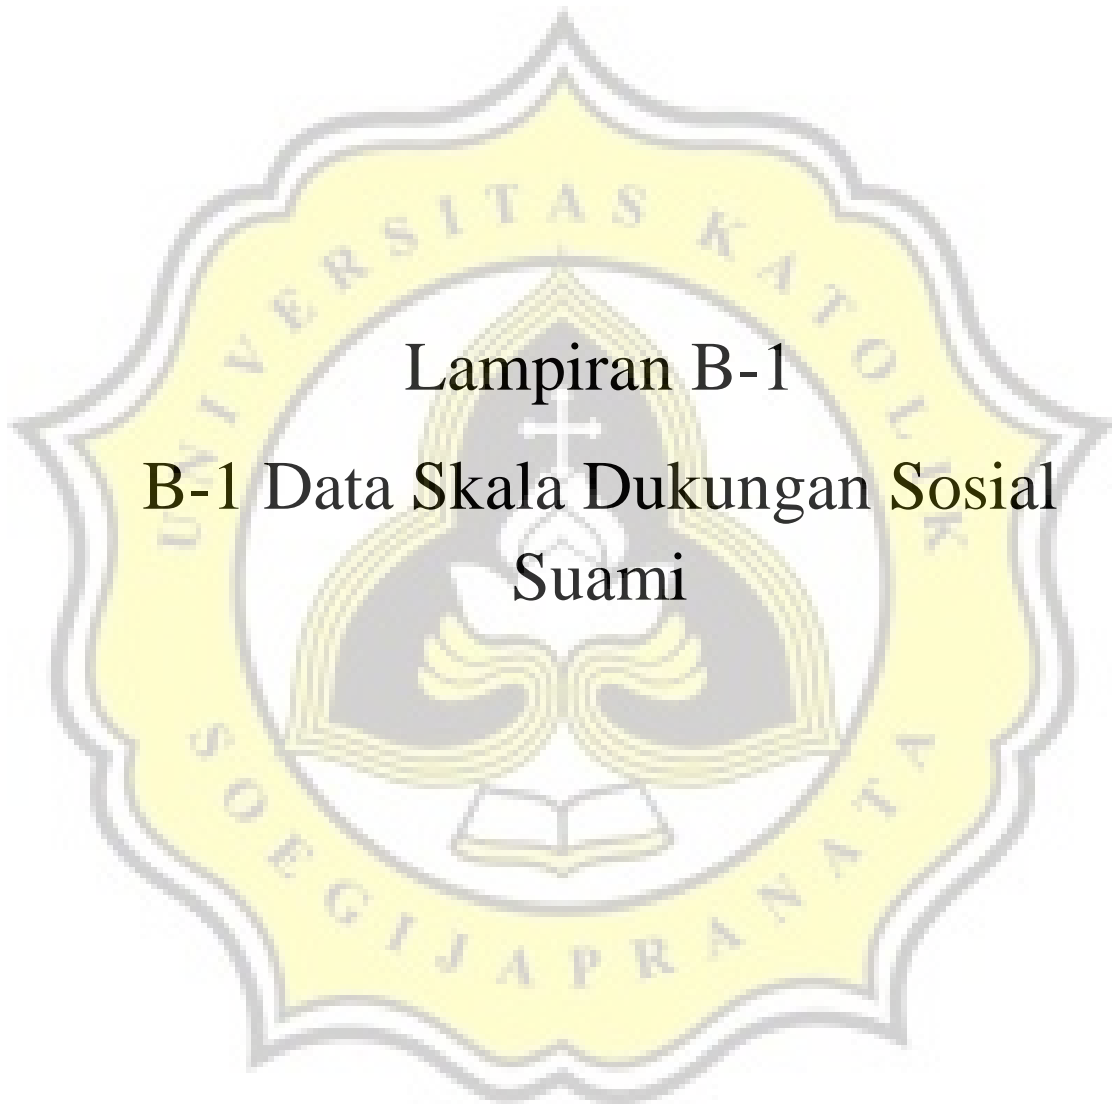 UNIVERSITAS KATOLIK
Lampiran B-1
B-1 Data Skala Dukungan Sosial
Suami
SOEGIJAPRANATA